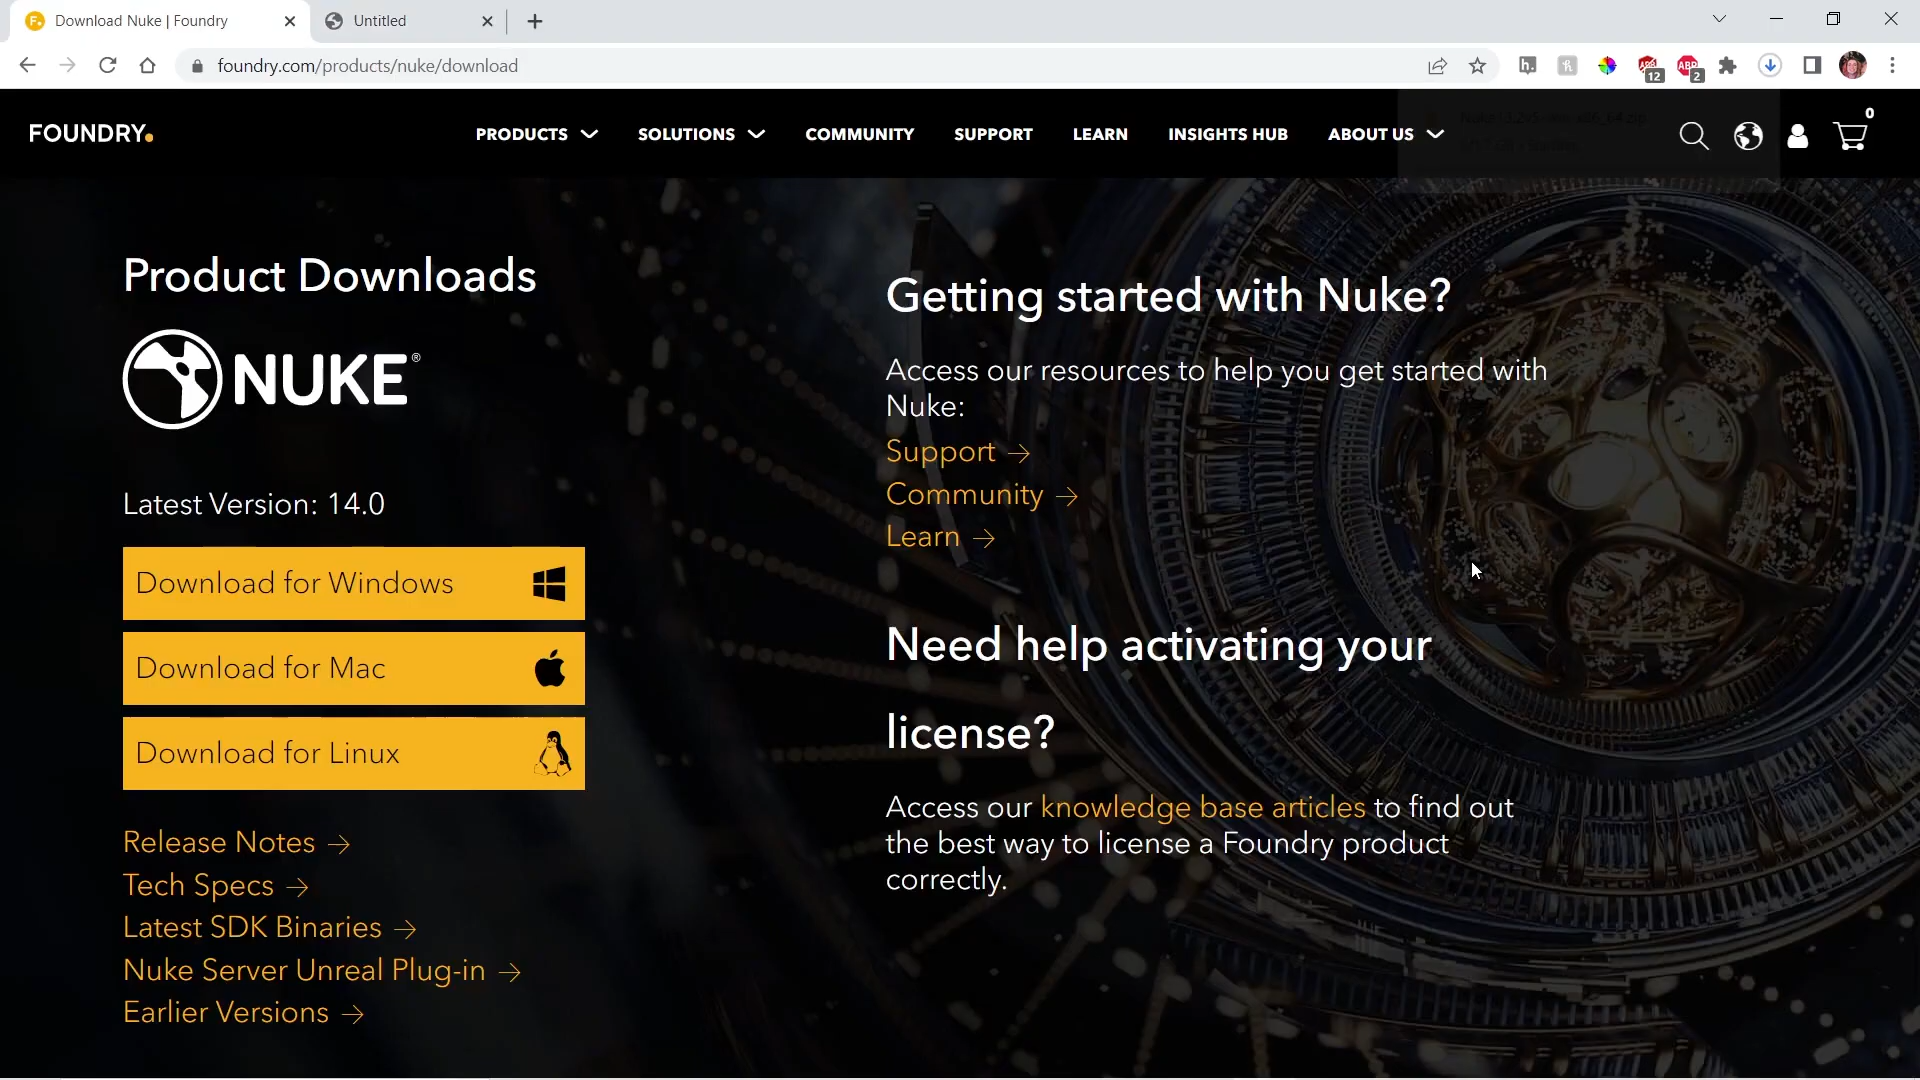 Download Nuke | Foundry
Untitled
foundry.com/products/nuke/download
12
2
FOUNDRY.
PRODUCTS
SOLUTIONS
COMMUNITY
SUPPORT
LEARN
INSIGHTS HUB
ABOUT US
0
Product Downloads
NUKE®
Latest Version: 14.0
Download for Windows
Download for Mac
Download for Linux
Release Notes →
Tech Specs →
Latest SDK Binaries →
Nuke Server Unreal Plug-in →
Earlier Versions →
Getting started with Nuke?
Access our resources to help you get started with
Nuke:
Support →
Community →
Learn →
Need help activating your
license?
Access our knowledge base articles to find out
the best way to license a Foundry product
correctly.